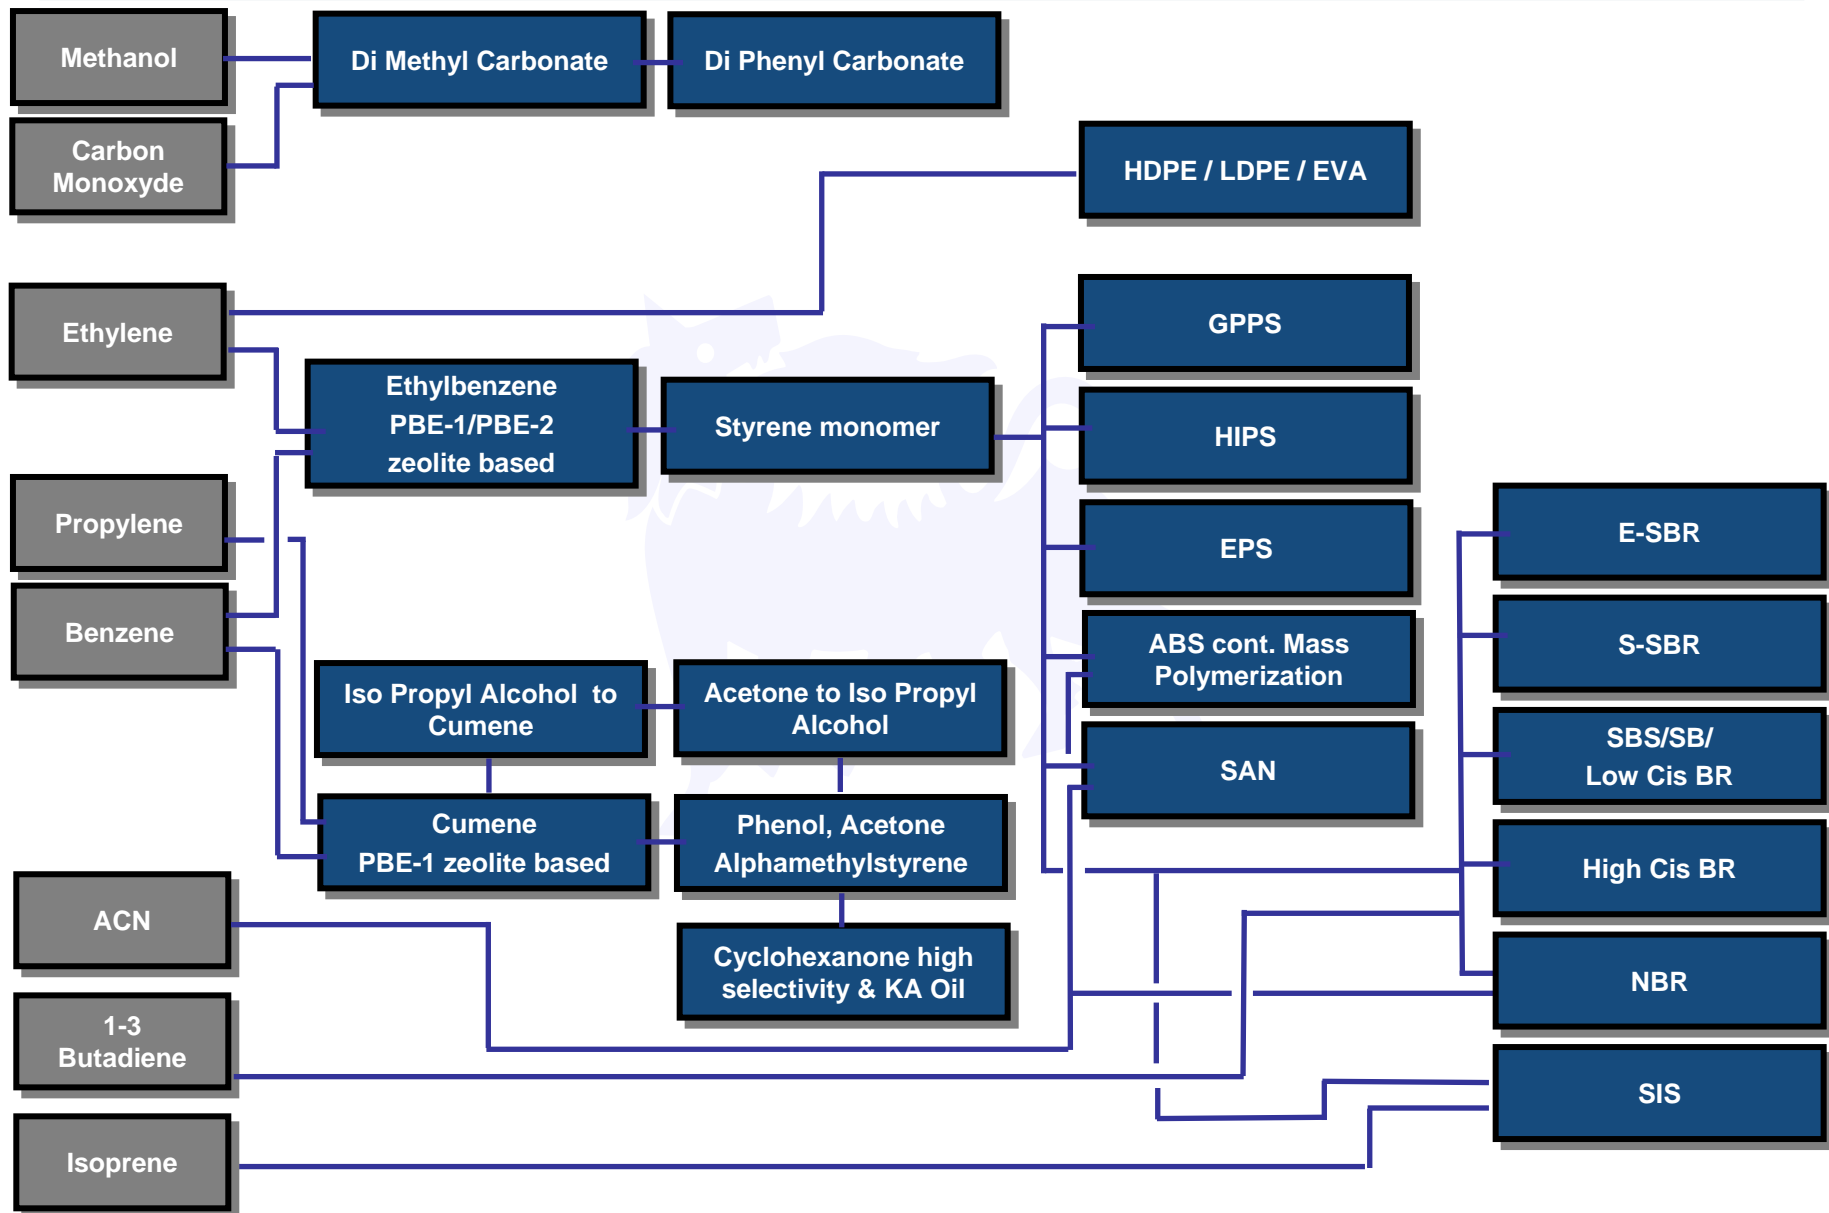 Methanol
Di Methyl Carbonate
Di Phenyl Carbonate
Carbon
Monoxyde
HDPE / LDPE / EVA
Ethylene
Ethylbenzene
PBE-1/PBE-2
zeolite based
Styrene monomer
GPPS
HIPS
EPS
ABS cont. Mass
Polymerization
SAN
Propylene
Benzene
Iso Propyl Alcohol to
Cumene
Acetone to Iso Propyl
Alcohol
Cumene
PBE-1 zeolite based
Phenol, Acetone
Alphamethylstyrene
Cyclohexanone high
selectivity & KA Oil
E-SBR
S-SBR
SBS/SB/
Low Cis BR
High Cis BR
NBR
SIS
ACN
1-3
Butadiene
Isoprene